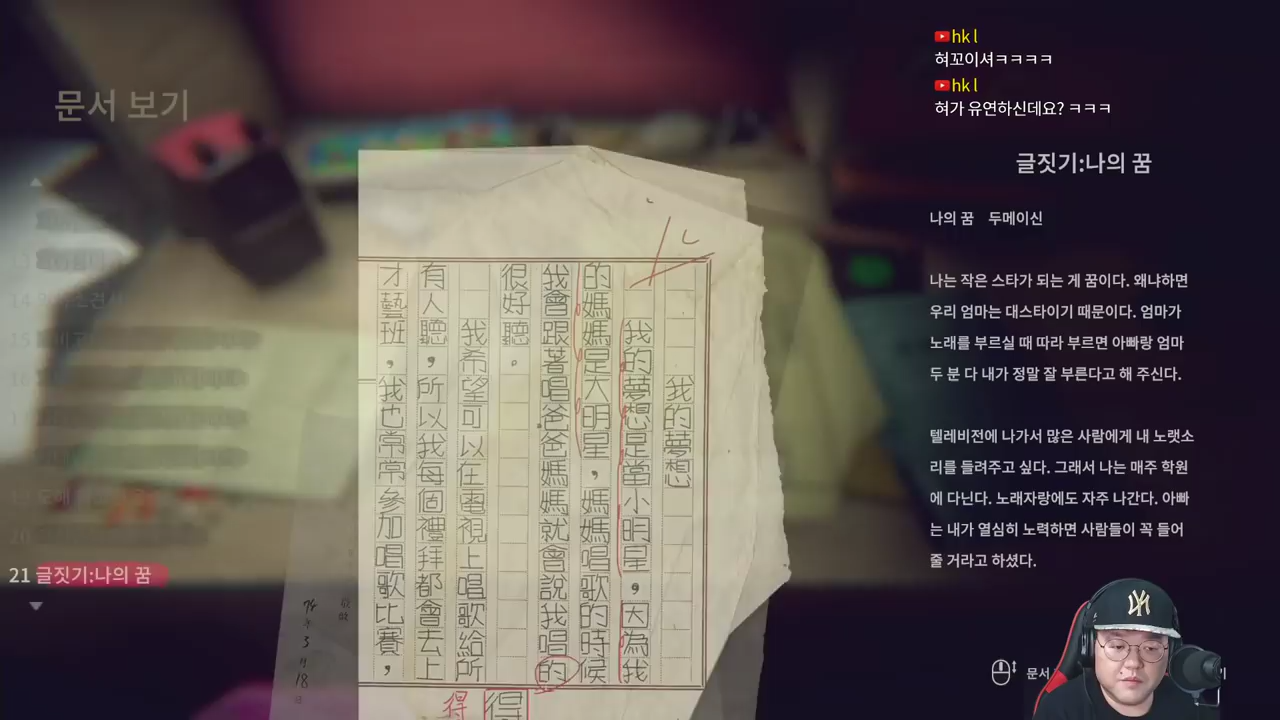 문서 보기
21 글짓기:나의 꿈
我的夢想
我的夢想是當小明星，因為我
的媽媽是大明星，媽媽唱歌的時候
我會跟著唱爸爸媽媽就會說我唱的
很好聽。
我希望可以在電視上唱歌給所
有人聽，所以我每個禮拜都會去上
才藝班，我也常常參加唱歌比賽，
得
得
hk l
혀꼬이셔ㅋㅋㅋㅋ
hk l
혀가 유연하신데요? ㅋㅋㅋ
글짓기:나의 꿈
나의 꿈 두메이신
나는 작은 스타가 되는 게 꿈이다. 왜냐하면
우리 엄마는 대스타이기 때문이다. 엄마가
노래를 부르실 때 따라 부르면 아빠랑 엄마
두 분 다 내가 정말 잘 부른다고 해 주신다.
텔레비전에 나가서 많은 사람에게 내 노랫소
리를 들려주고 싶다. 그래서 나는 매주 학원
에 다닌다. 노래자랑에도 자주 나간다. 아빠
는 내가 열심히 노력하면 사람들이 꼭 들어
줄 거라고 하셨다.
문서